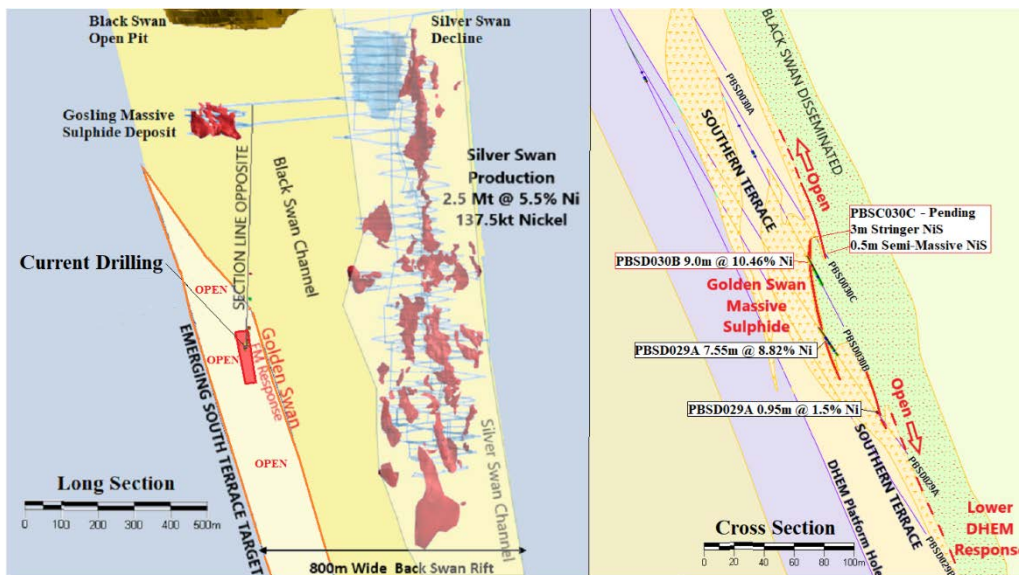 Black Swan
Open Pit
Silver Swan
Decline
Gosling Massive
Sulphide Deposit
SECTION LINE OPPOSITE
Black Swan Channel
Silver Swan
Production
2.5 Mt @ 5.5% Ni
137.5kt Nickel
Current Drilling
OPEN
OPEN
OPEN
Golden Swan
EM Response
EMERGING SOUTH TERRACE TARGET
Silver Swan Channel
Long Section
0 100 200 300 400 500m
800m Wide Back Swan Rift
BLACK SWAN DISSEMINATED
PBSD030A
SOUTHERN TERRACE
Open
PBSC030C - Pending
3m Stringer NiS
0.5m Semi-Massive NiS
PBSD030B 9.0m @ 10.46% Ni
PBSD030C
Golden Swan
Massive
Sulphide
PBSD029A 7.55m @ 8.82% Ni
PBSD030B
PBSD029A 0.95m @ 1.5% Ni
Open
PBSD029A
SOUTHERN TERRACE
DHEM Platform Hole
Lower
DHEM
Response
Cross Section
0 20 40 60 80 100m